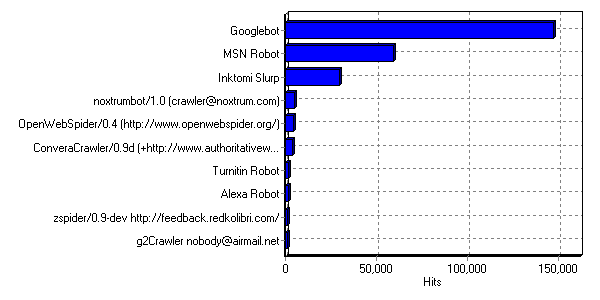 Googlebot
MSN Robot
Inktomi Slurp
noxtrumbot/1.0 (crawler@noxtrum.com)
OpenWebSpider/0.4 (http://www.openwebspider.org/)
ConveraCrawler/0.9d (+http://www.authoritativew...
Turnitin Robot
Alexa Robot
zspider/0.9-dev http://feedback.redkolibri.com/
g2Crawler nobody@airmail.net
0 50,000 100,000 150,000
Hits